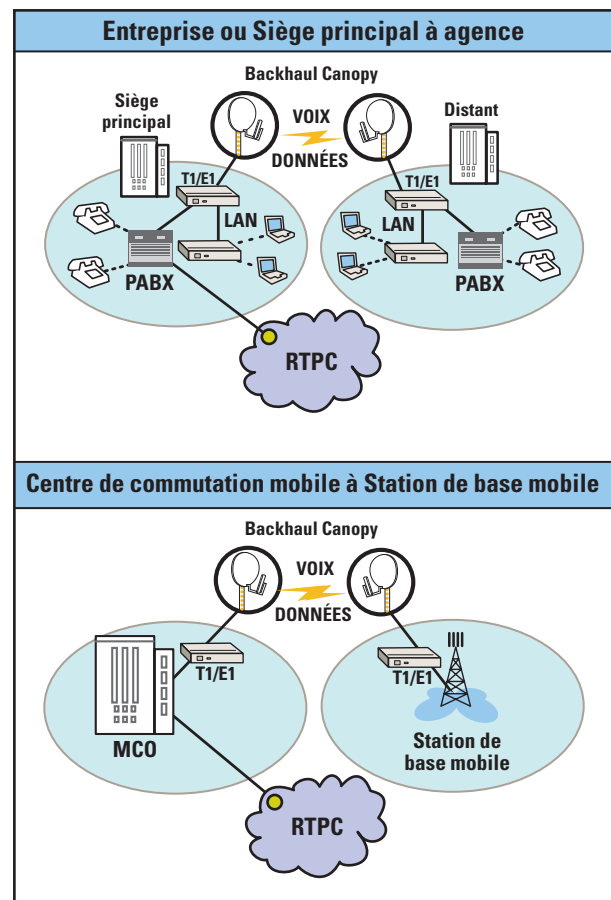 Entreprise ou Siège principal à agence
Backhaul Canopy
Siège
principal
VOIX
DONNÉES
Distant
T1/E1
T1/E1
LAN
LAN
PABX
PABX
RTPC
Centre de commutation mobile à Station de base mobile
Backhaul Canopy
VOIX
DONNÉES
T1/E1
T1/E1
MCO
Station de
base mobile
RTPC